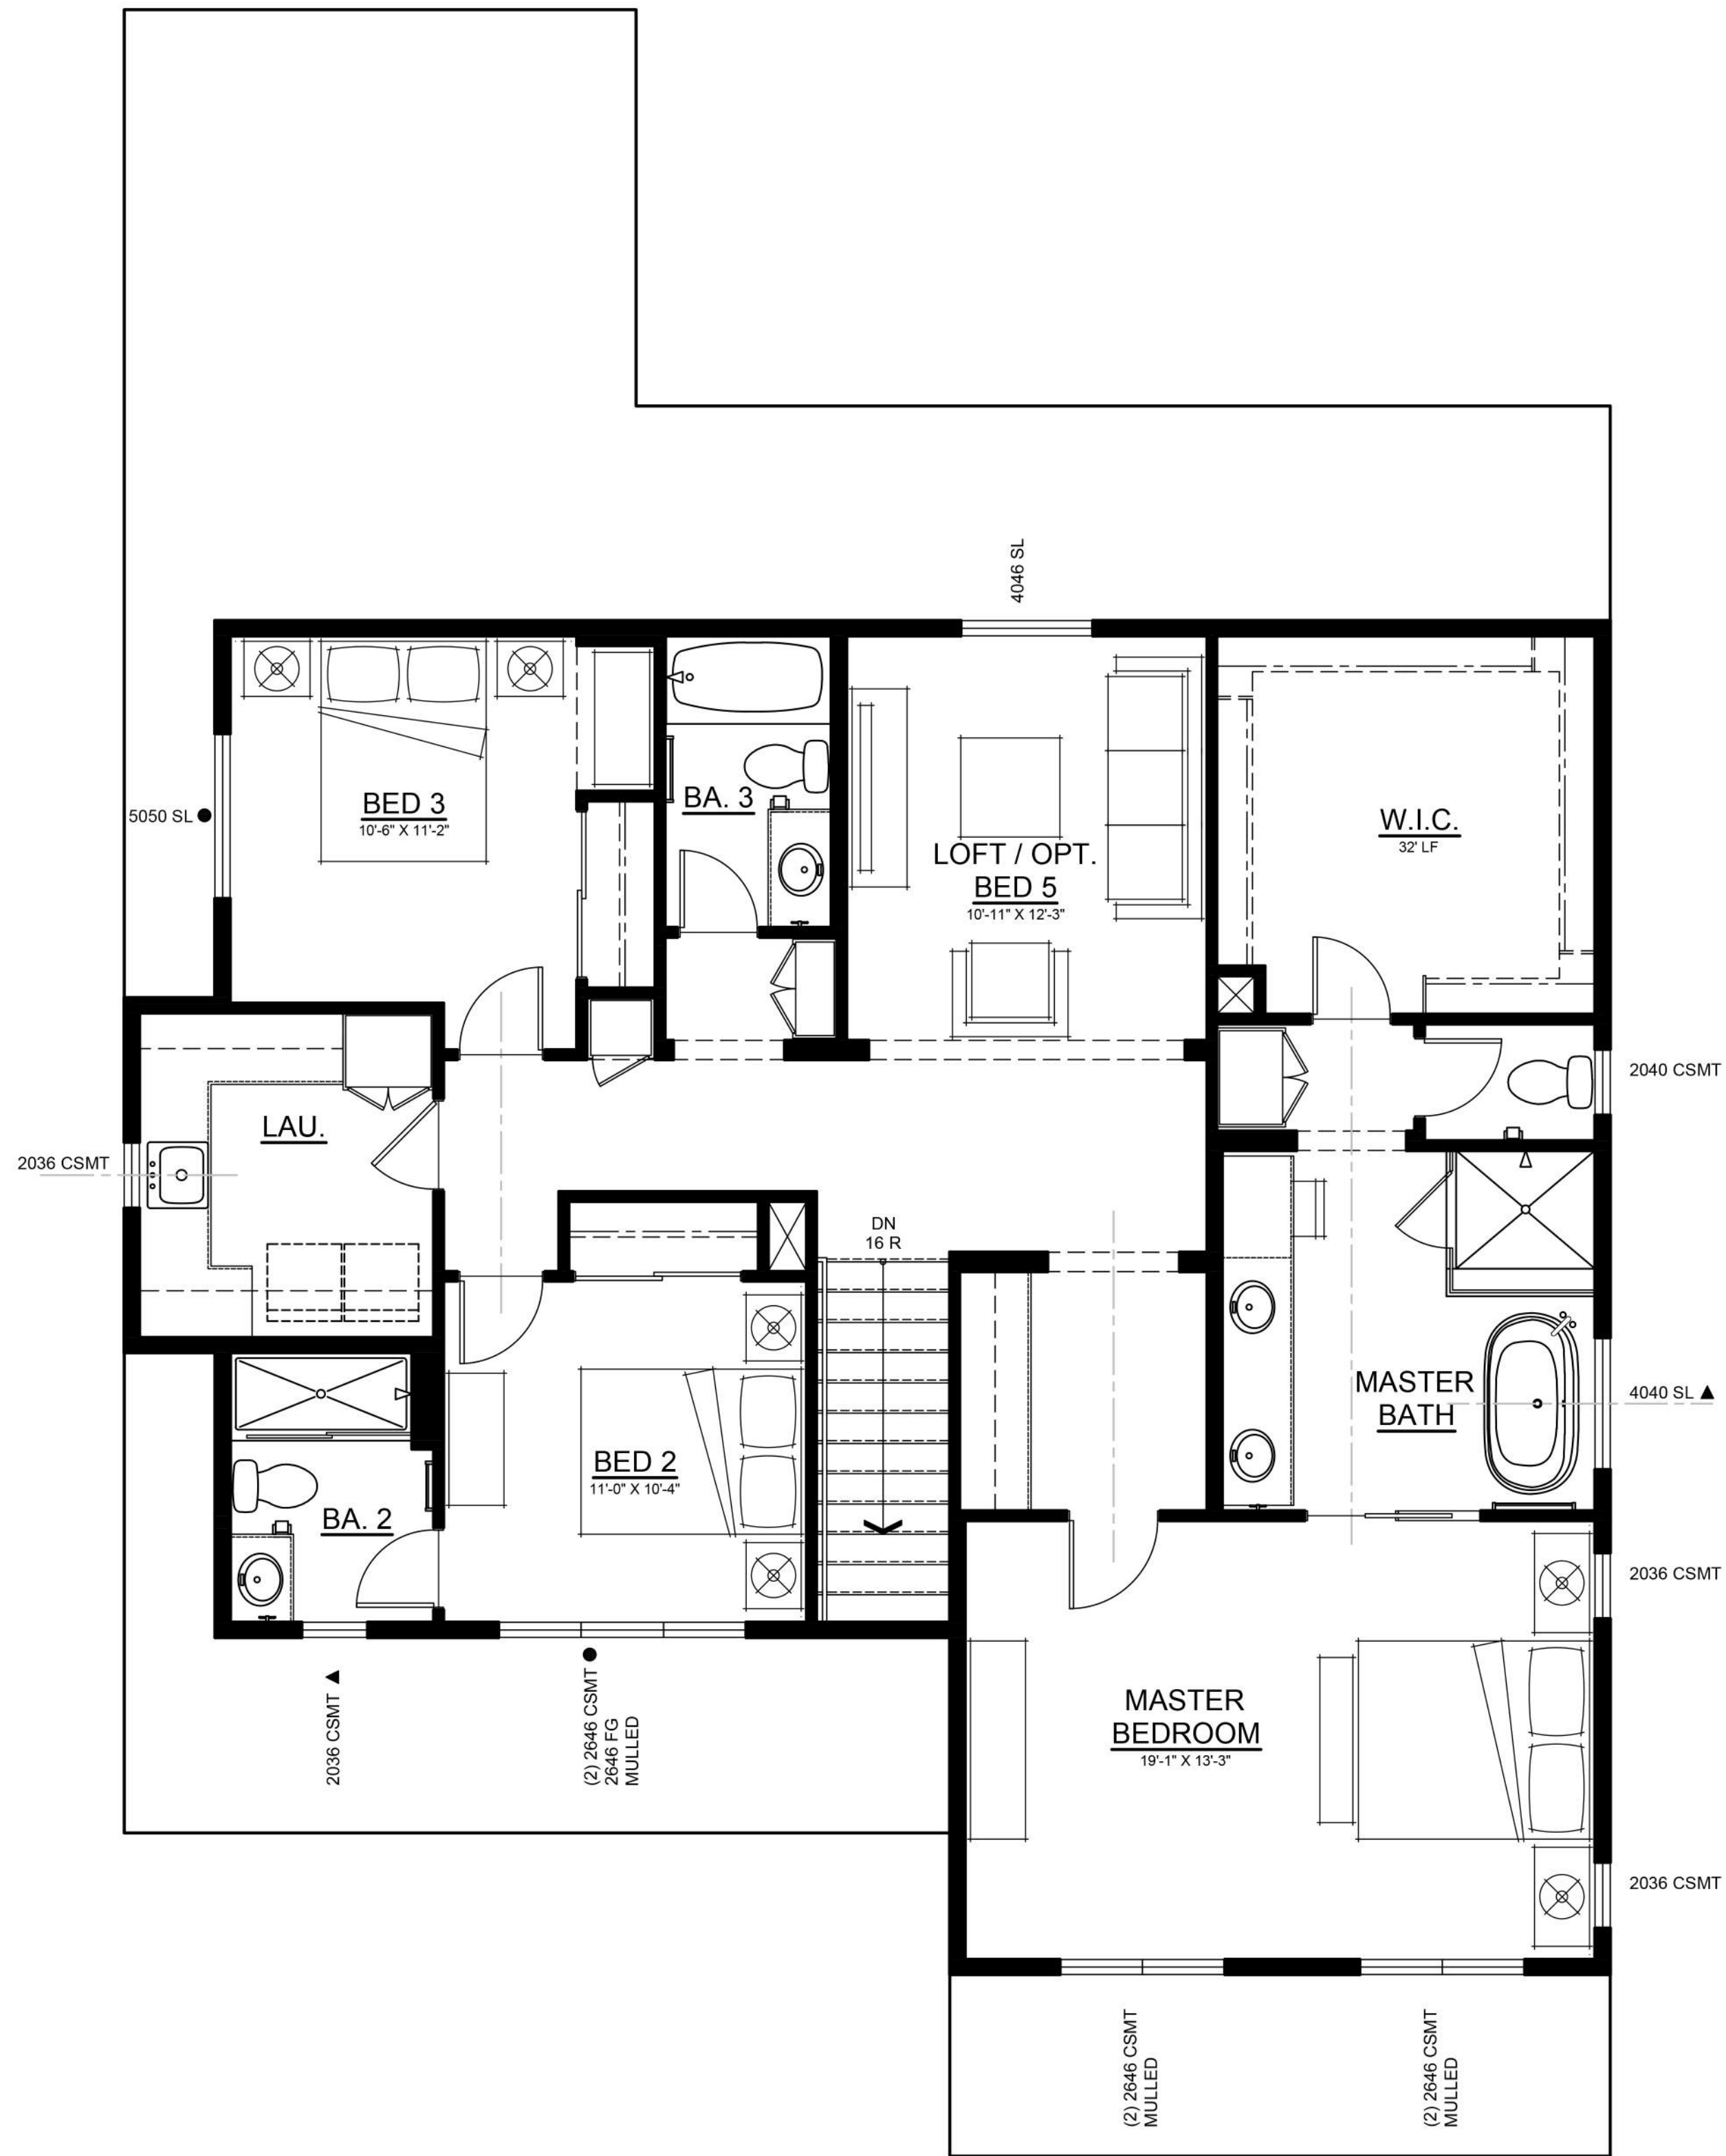 4046 SL
BED 3
10'-6" X 11'-2"
5050 SL
BA. 3
LOFT / OPT.
BED 5
10'-11" X 12'-3"
W.I.C.
32' LF
2040 CSMT
LAU.
2036 CSMT
DN
16 R
MASTER
BATH
4040 SL
BED 2
11'-0" X 10'-4"
BA. 2
2036 CSMT
2036 CSMT
(2) 2646 CSMT
2646 FG
MULLED
MASTER
BEDROOM
19'-1" X 13'-3"
2036 CSMT
(2) 2646 CSMT
MULLED
(2) 2646 CSMT
MULLED